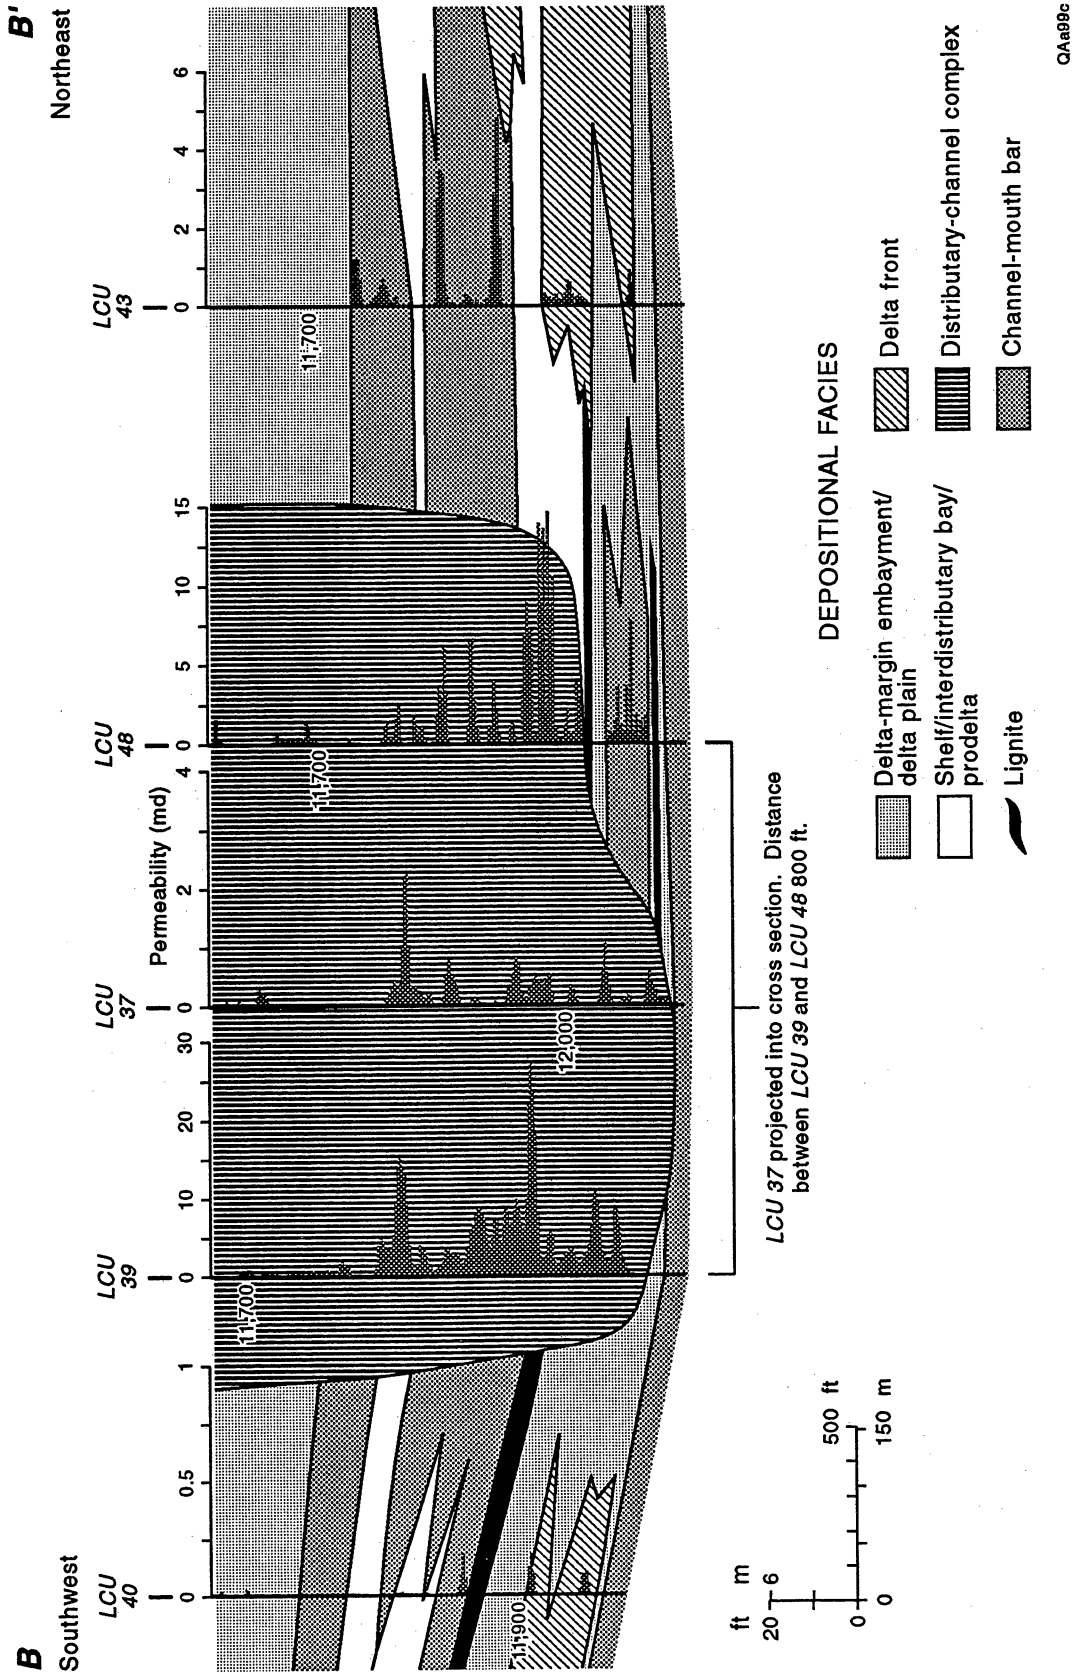 B
Southwest
B'
Northeast
LCU
40
LCU
39
LCU
37
LCU
48
LCU
43
Permeability (md)
0 0.5 1
0 10 20 30
0 2 4
0 5 10 15
0 2 4 6
11,900
11,700
12,000
11,700
11,700
LCU 37 projected into cross section. Distance
between LCU 39 and LCU 48 800 ft.
ft m
20 6
0
0
500 ft
150 m
DEPOSITIONAL FACIES
Delta-margin embayment/
delta plain
Shelf/interdistributary bay/
prodelta
Lignite
Delta front
Distributary-channel complex
Channel-mouth bar
QAa99c